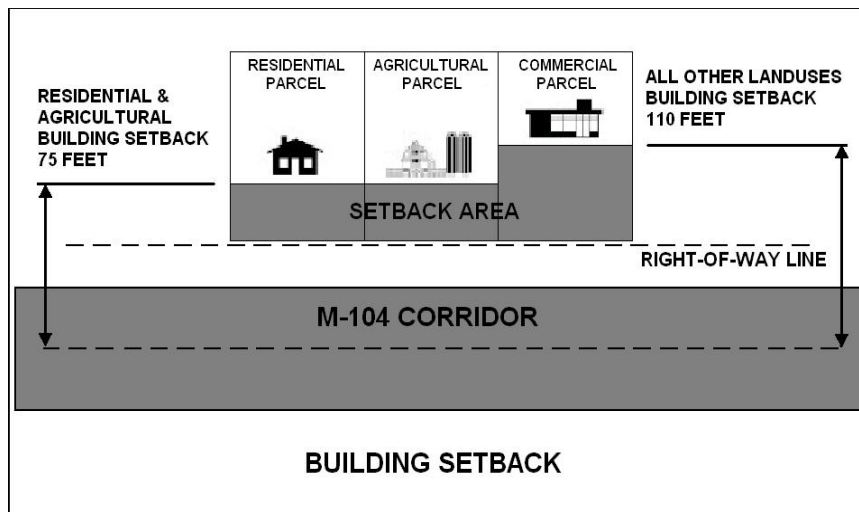 RESIDENTIAL &
AGRICULTURAL
BUILDING SETBACK
75 FEET
RESIDENTIAL
PARCEL
AGRICULTURAL
PARCEL
COMMERCIAL
PARCEL
ALL OTHER LANDUSES
BUILDING SETBACK
110 FEET
SETBACK AREA
RIGHT-OF-WAY LINE
M-104 CORRIDOR
BUILDING SETBACK